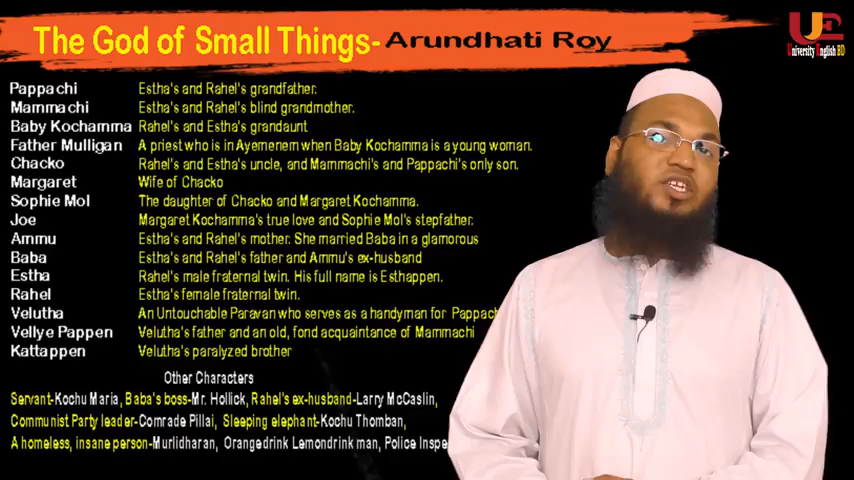 The God of Small Things- Arundhati Roy
UE
University English BD
Pappachi Estha's and Rahel's grandfather.
Mammachi Estha's and Rahel's blind grandmother.
Baby Kochamma Rahel's and Estha's grandaunt
Father Mulligan A priest who is in Ayemenem when Baby Kochamma is a young woman.
Chacko Rahel's and Estha's uncle, and Mammachi's and Pappachi's only son.
Margaret Wife of Chacko
Sophie Mol The daughter of Chacko and Margaret Kochamma.
Joe Margaret Kochamma's true love and Sophie Mol's stepfather.
Ammu Estha's and Rahel's mother. She married Baba in a glamorous
Baba Estha's and Rahel's father and Ammu's ex-husband
Estha Rahel's male fraternal twin. His full name is Esthappen.
Rahel Estha's female fraternal twin.
Velutha An Untouchable Paravan who serves as a handyman for Pappach
Vellye Pappen Velutha's father and an old, fond acquaintance of Mammachi
Kattappen Velutha's paralyzed brother
Other Characters
Servant-Kochu Maria, Baba's boss-Mr. Hollick, Rahel's ex-husband-Larry McCaslin,
Communist Party leader-Comrade Pillai, Sleeping elephant-Kochu Thomban,
A homeless, insane person-Murlidharan, Orangedrink Lemondrink man, Police Inspe